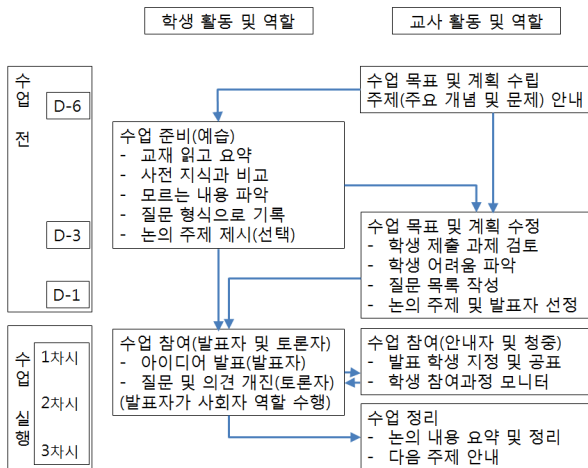 학생 활동 및 역할
교사 활동 및 역할
수업 전
D-6
D-3
D-1
수업 목표 및 계획 수립
주제(주요 개념 및 문제) 안내
수업 준비(예습)
- 교재 읽고 요약
- 사전 지식과 비교
- 모르는 내용 파악
- 질문 형식으로 기록
- 논의 주제 제시(선택)
수업 목표 및 계획 수정
- 학생 제출 과제 검토
- 학생 어려움 파악
- 질문 목록 작성
- 논의 주제 및 발표자 선정
수업 실행
1차시
2차시
3차시
수업 참여(발표자 및 토론자)
- 아이디어 발표(발표자)
- 질문 및 의견 개진(토론자)
(발표자가 사회자 역할 수행)
수업 참여(안내자 및 청중)
- 발표 학생 지정 및 공표
- 학생 참여과정 모니터
수업 정리
- 논의 내용 요약 및 정리
- 다음 주제 안내